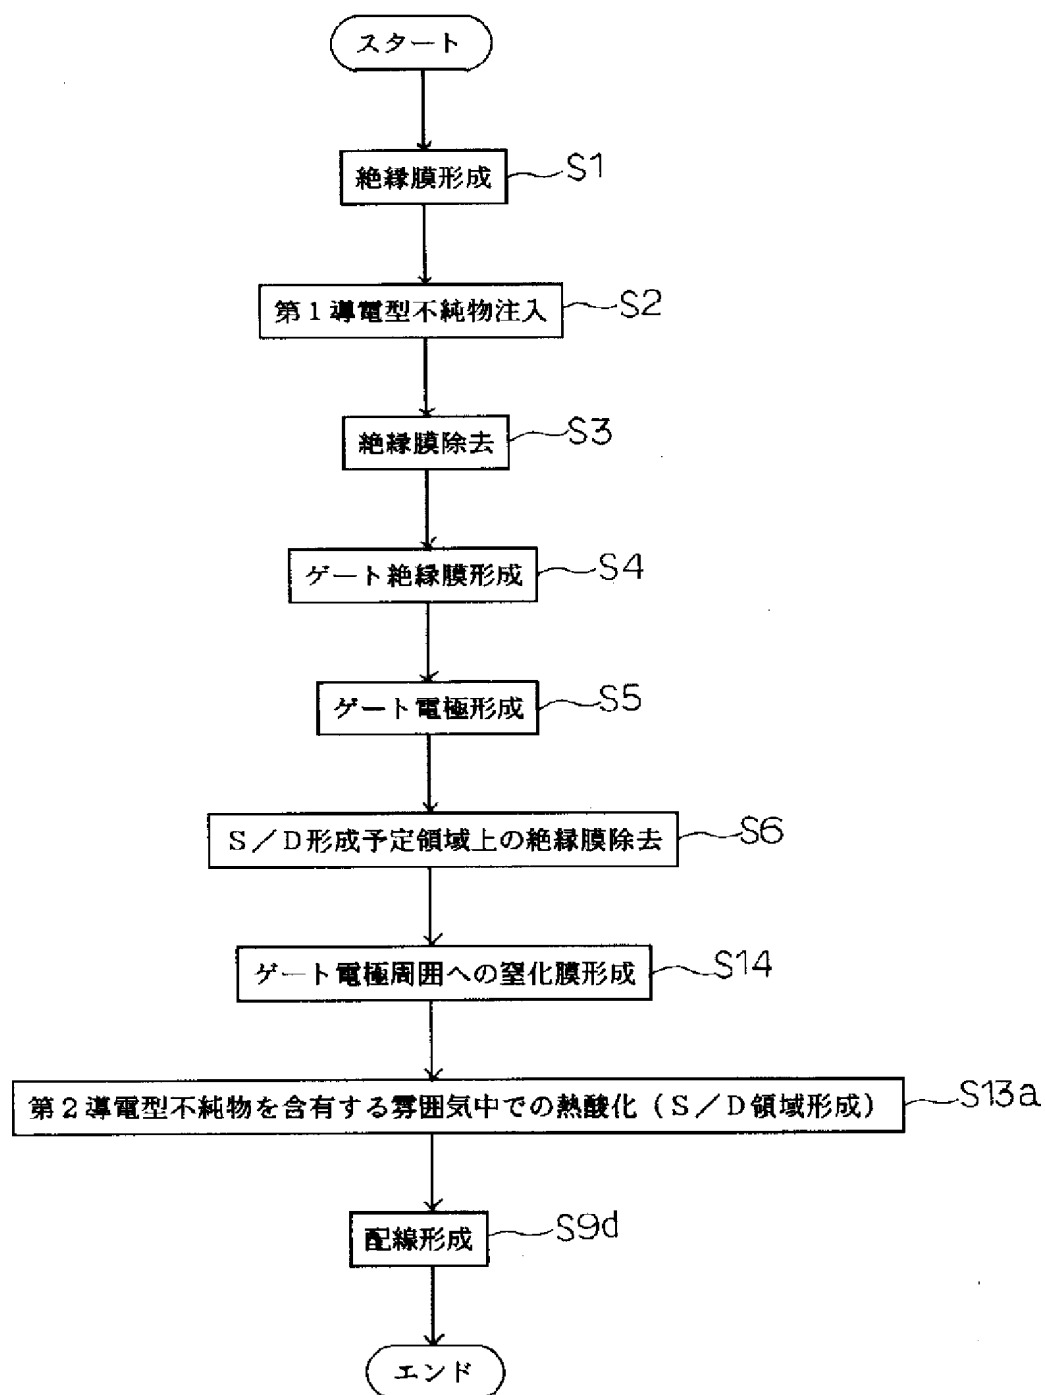 スタート
絶縁膜形成 S1
第1導電型不純物注入 S2
絶縁膜除去 S3
ゲート絶縁膜形成 S4
ゲート電極形成 S5
S/D形成予定領域上の絶縁膜除去 S6
ゲート電極周囲への窒化膜形成 S14
第2導電型不純物を含有する雰囲気中での熱酸化(S/D領域形成) S13a
配線形成 S9d
エンド